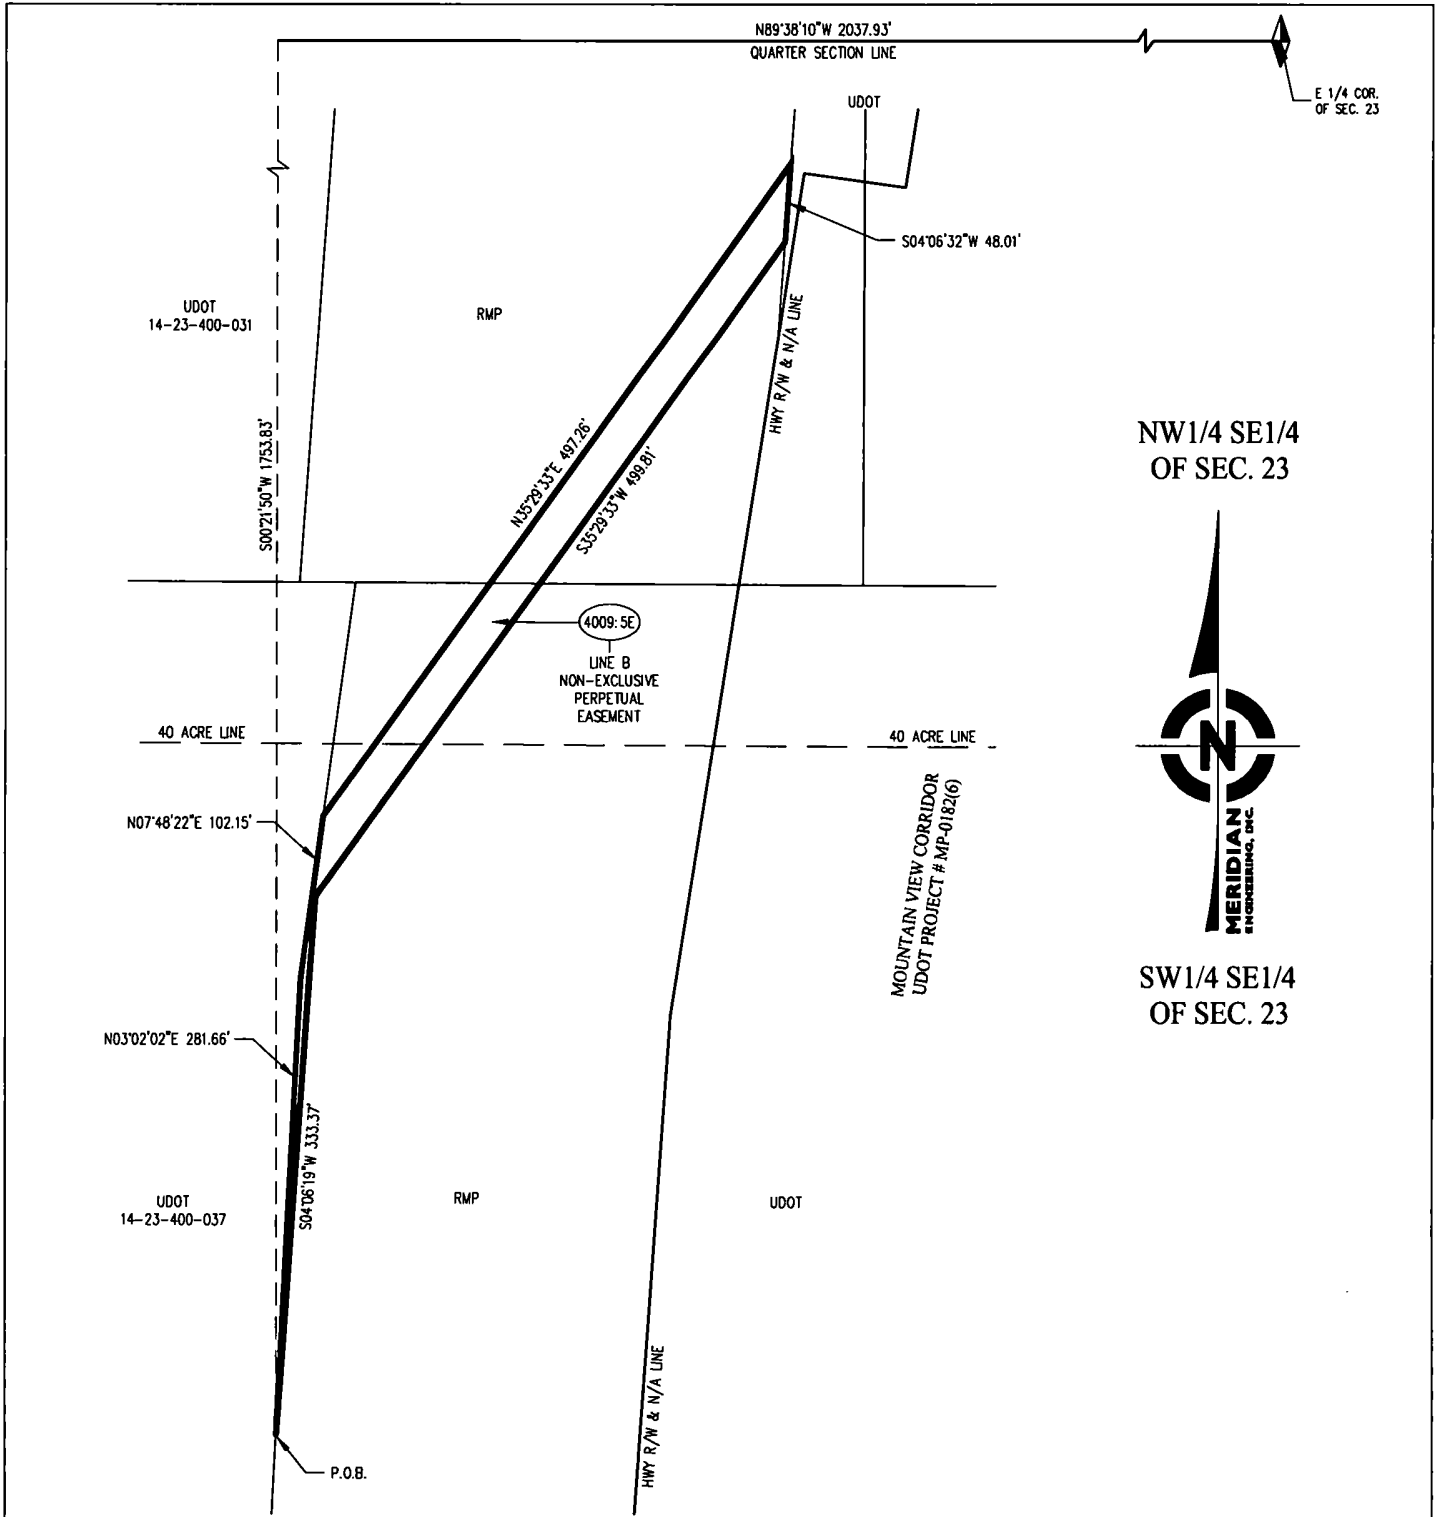 N89°38'10"W 2037.93'
QUARTER SECTION LINE
E 1/4 COR.
OF SEC. 23
UDOT
S04°06'32"W 48.01'
UDOT
14-23-400-031
RMP
HWY R/W & N/A LINE
S00°21'50"W 1753.83'
N35°29'33"E 497.26'
S35°29'33"W 499.81'
NW1/4 SE1/4
OF SEC. 23
4009:5E
LINE B
NON-EXCLUSIVE
PERPETUAL
EASEMENT
40 ACRE LINE
40 ACRE LINE
N
MERIDIAN
ENGINEERING, INC.
N07°48'22"E 102.15'
MOUNTAIN VIEW CORRIDOR
UDOT PROJECT # MP-0182(6)
SW1/4 SE1/4
OF SEC. 23
N03°02'02"E 281.66'
S04°06'19"W 333.37'
UDOT
14-23-400-037
RMP
UDOT
HWY R/W & N/A LINE
P.O.B.